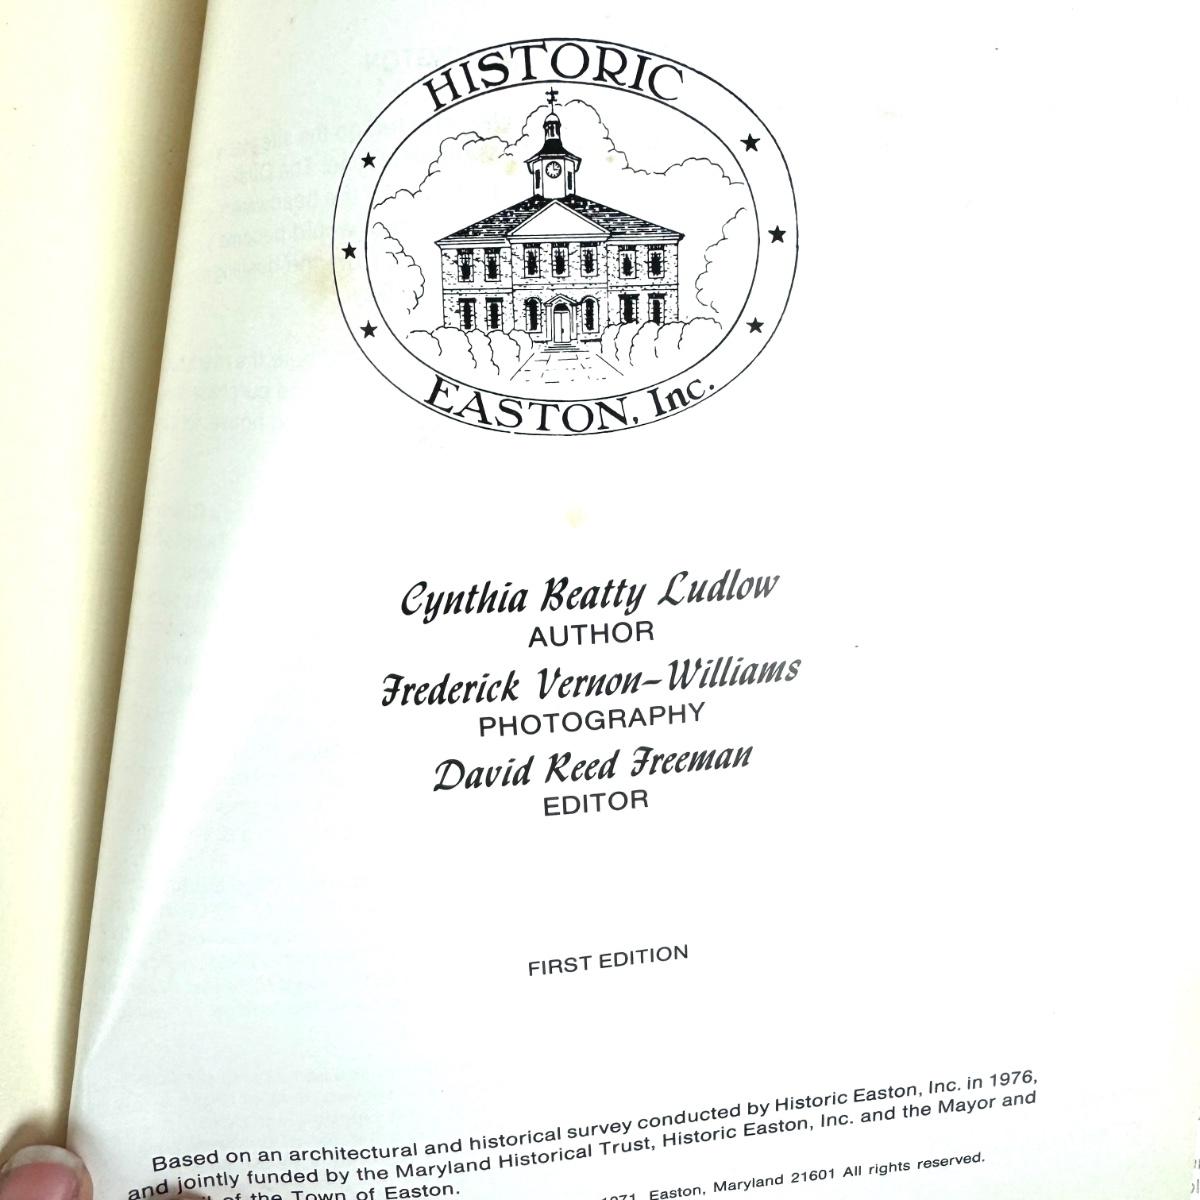 HISTORIC
EASTON, Inc.
Cynthia Beatty Ludlow
AUTHOR
Frederick Vernon-Williams
PHOTOGRAPHY
David Reed Freeman
EDITOR
FIRST EDITION
Based on an architectural and historical survey conducted by Historic Easton, Inc. in 1976,
and jointly funded by the Maryland Historical Trust, Historic Easton, Inc. and the Mayor and
of the Town of Easton.
1071, Easton, Maryland 21601 All rights reserved.